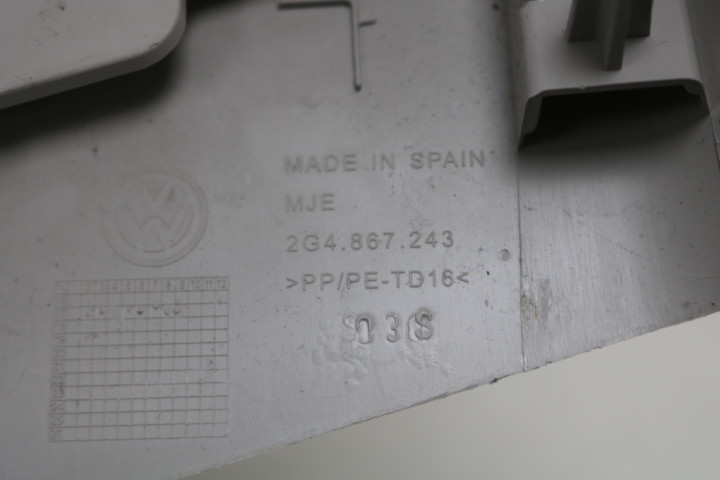 MADE IN SPAIN
MJE
2G4.867.243
>PP/PE-TD16<